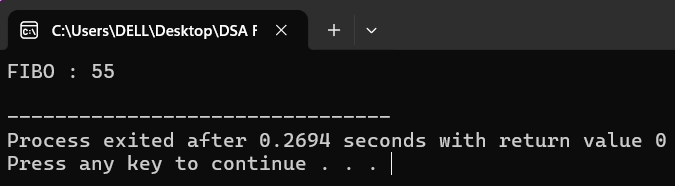 C:\Users\DELL\Desktop\DSA F
FIBO : 55
--------------------------------
Process exited after 0.2694 seconds with return value 0
Press any key to continue . . .